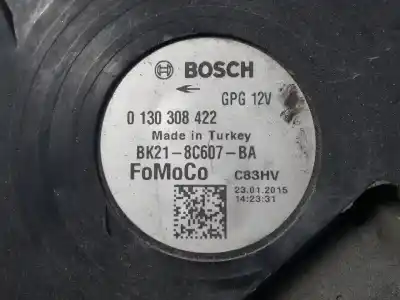 BOSCH
GPG 12V
0 130 308 422
Made in Turkey
BK21-8C607-BA
FoMoCo
C83HV
23.01.2015
14:23:31